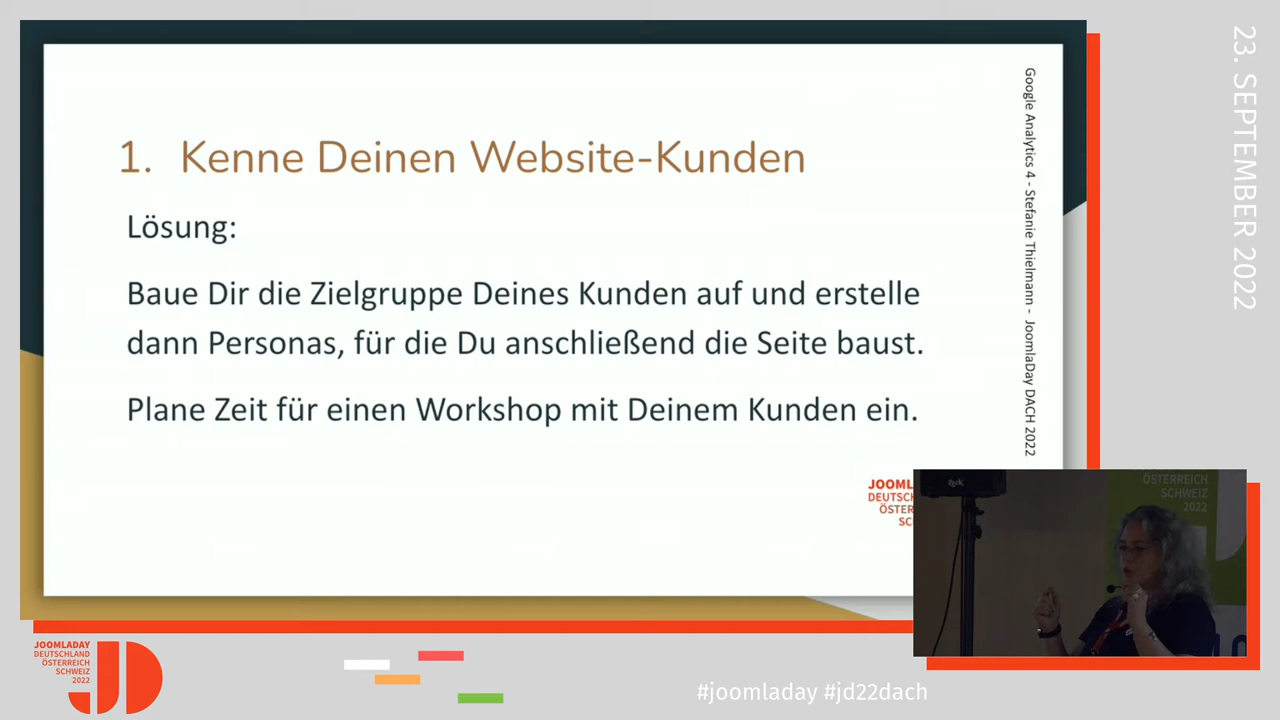 1. Kenne Deinen Website-Kunden
Lösung:
Baue Dir die Zielgruppe Deines Kunden auf und erstelle
dann Personas, für die Du anschließend die Seite baust.
Plane Zeit für einen Workshop mit Deinem Kunden ein.
Google Analytics 4 - Stefanie Thielmann - JoomlaDay DACH 2022
23. SEPTEMBER 2022
JOOML
DEUTSCH
ÖSTER
SC
ÖSTERREICH
SCHWEIZ
2022
JOOMLADAY
DEUTSCHLAND
ÖSTERREICH
SCHWEIZ
2022
JD
#joomladay #jd22dach